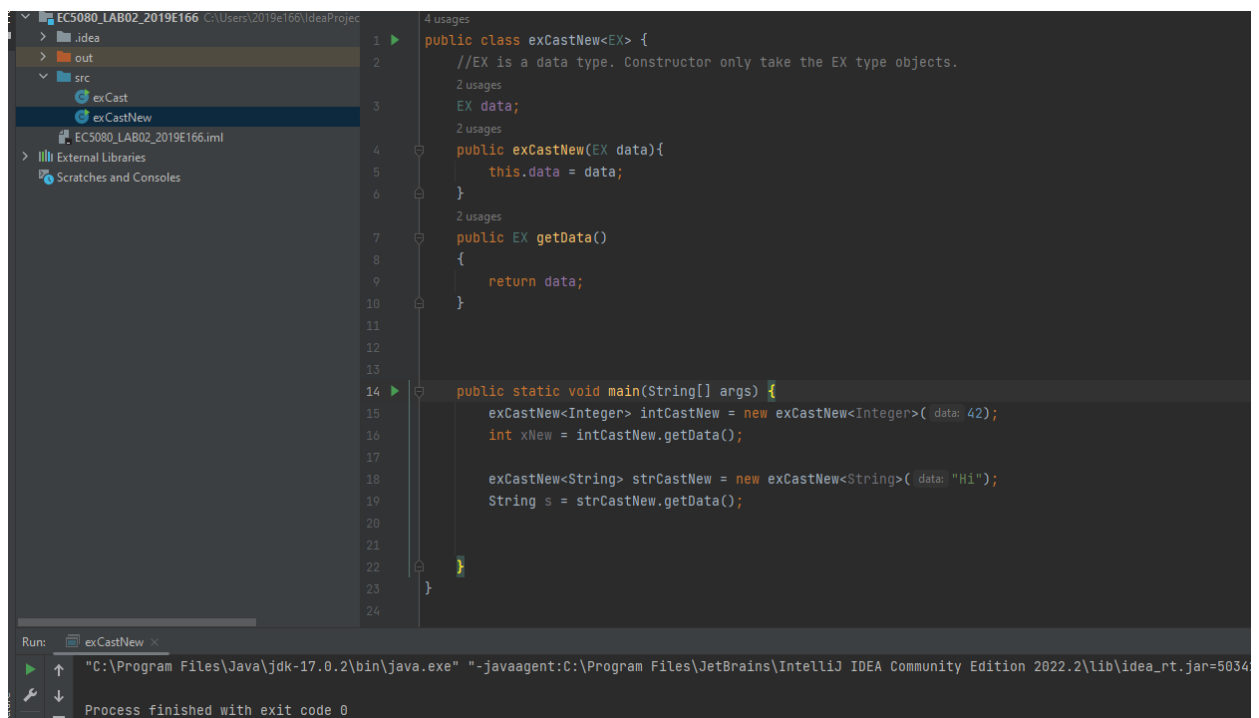 EC5080_LAB02_2019E166 C:\Users\2019e166\IdeaProjec
.idea
out
src
exCast
exCastNew
EC5080_LAB02_2019E166.iml
External Libraries
Scratches and Consoles
4 usages
1 public class exCastNew<EX> {
2 //EX is a data type. Constructor only take the EX type objects.
2 usages
3 EX data;
2 usages
4 public exCastNew(EX data){
5 this.data = data;
6 }
2 usages
7 public EX getData()
8 {
9 return data;
10 }
11
12
13
14 public static void main(String[] args) {
15 exCastNew<Integer> intCastNew = new exCastNew<Integer>( data: 42);
16 int xNew = intCastNew.getData();
17
18 exCastNew<String> strCastNew = new exCastNew<String>( data: "Hi");
19 String s = strCastNew.getData();
20
21
22 }
23 }
24
Run: exCastNew
"C:\Program Files\Java\jdk-17.0.2\bin\java.exe" "-javaagent:C:\Program Files\JetBrains\IntelliJ IDEA Community Edition 2022.2\lib\idea_rt.jar=5034
Process finished with exit code 0